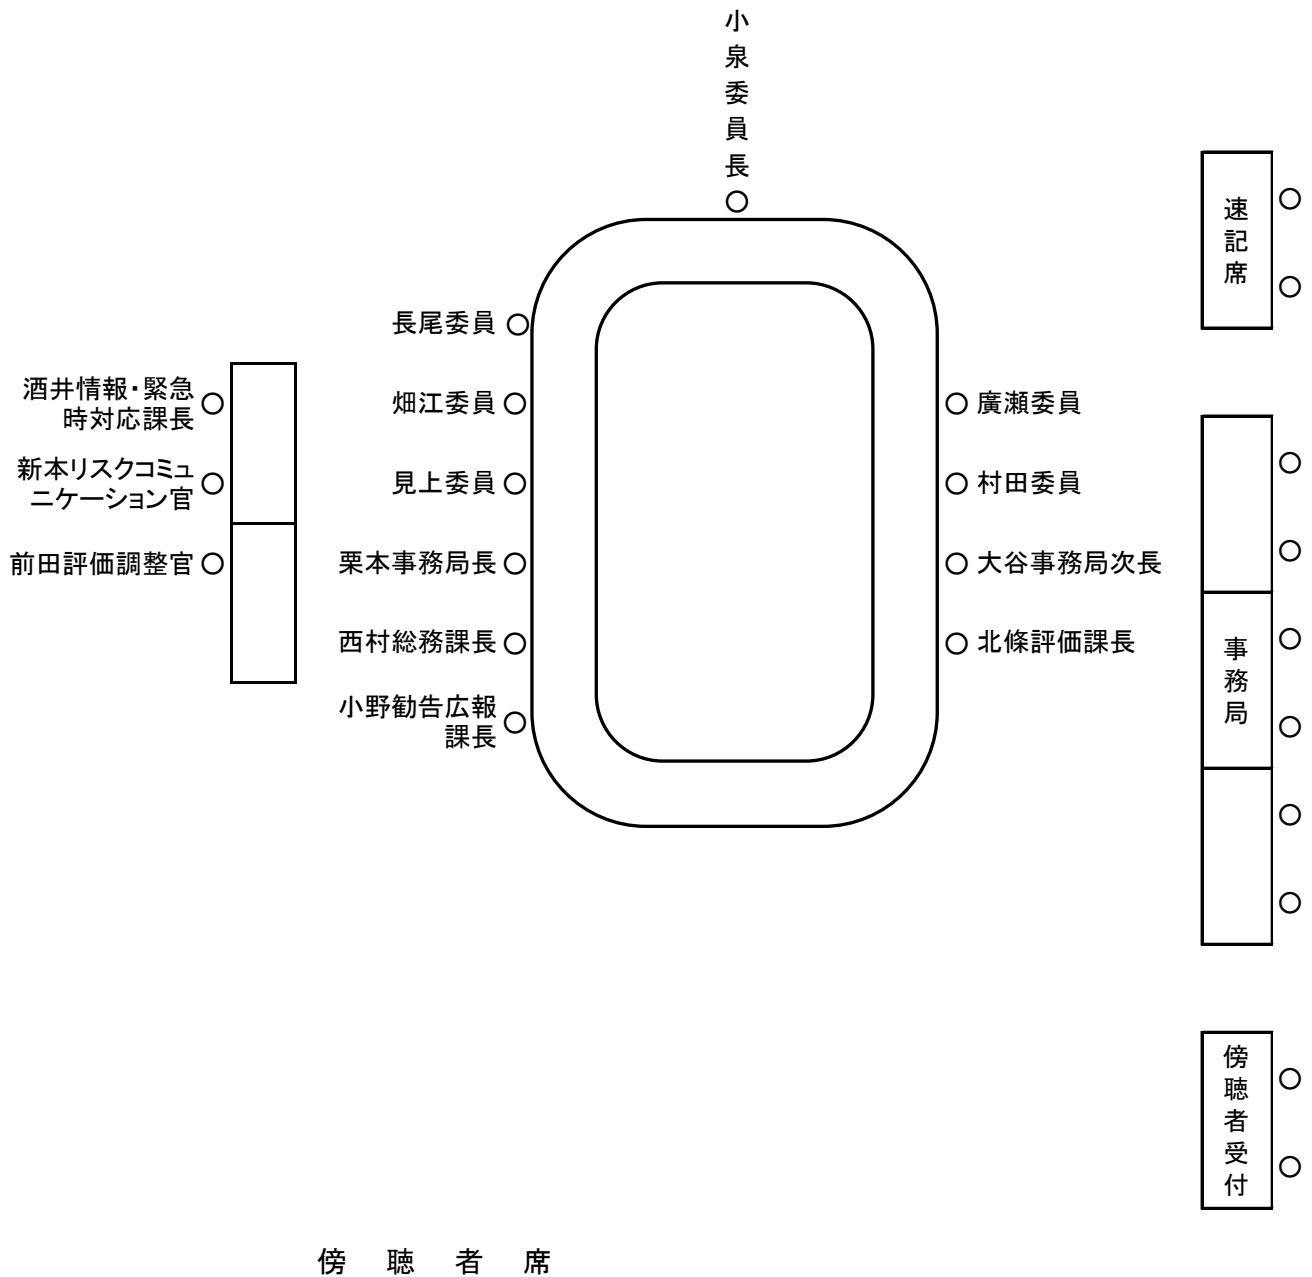 小泉委員長
速記席
長尾委員
酒井情報・緊急
時対応課長
畑江委員
廣瀬委員
新本リスクコミュ
ニケーション官
見上委員
村田委員
前田評価調整官
栗本事務局長
大谷事務局次長
西村総務課長
北條評価課長
事務局
小野勧告広報
課長
傍聴者受付
傍聴者席